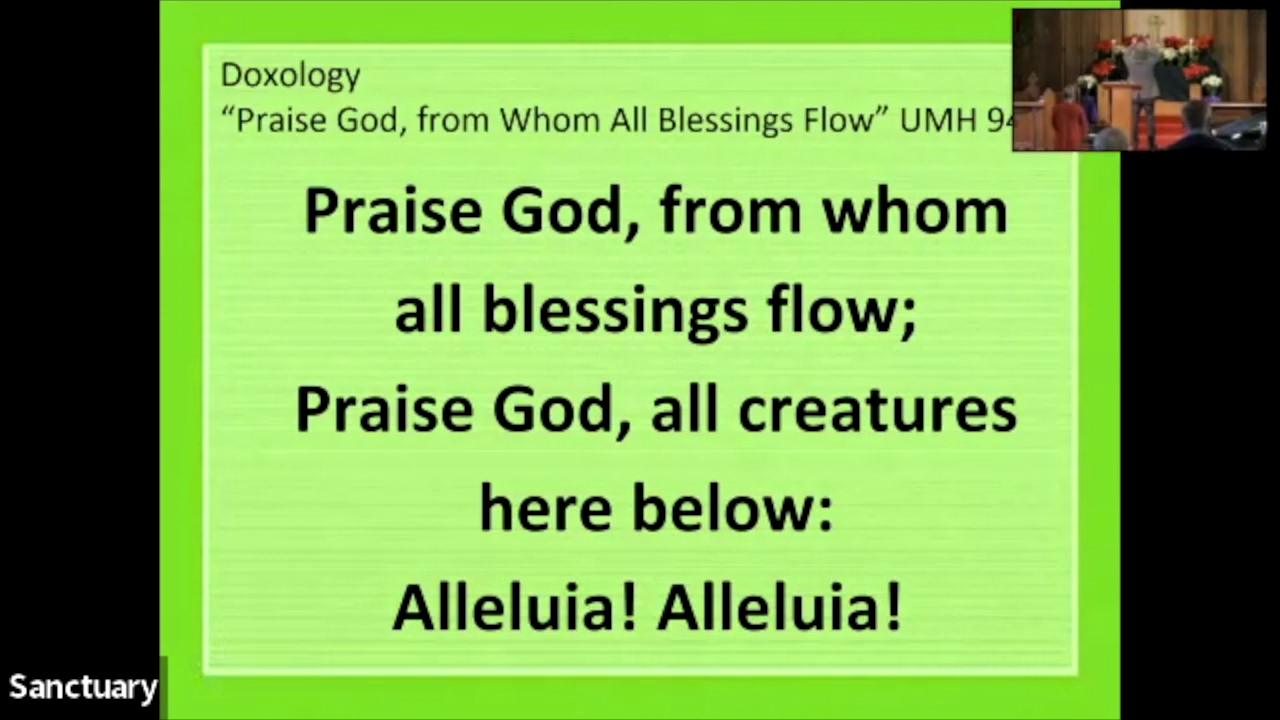 Doxology
“Praise God, from Whom All Blessings Flow” UMH
Praise God, from whom
all blessings flow;
Praise God, all creatures
here below:
Alleluia! Alleluia!
Sanctuary